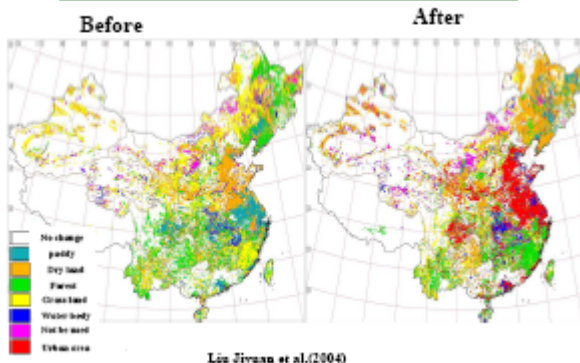 Before
After
No change
paddy
Dry land
Forest
Grass land
Water body
Not be used
Urban area
Liu Jiyuan et al.(2004)